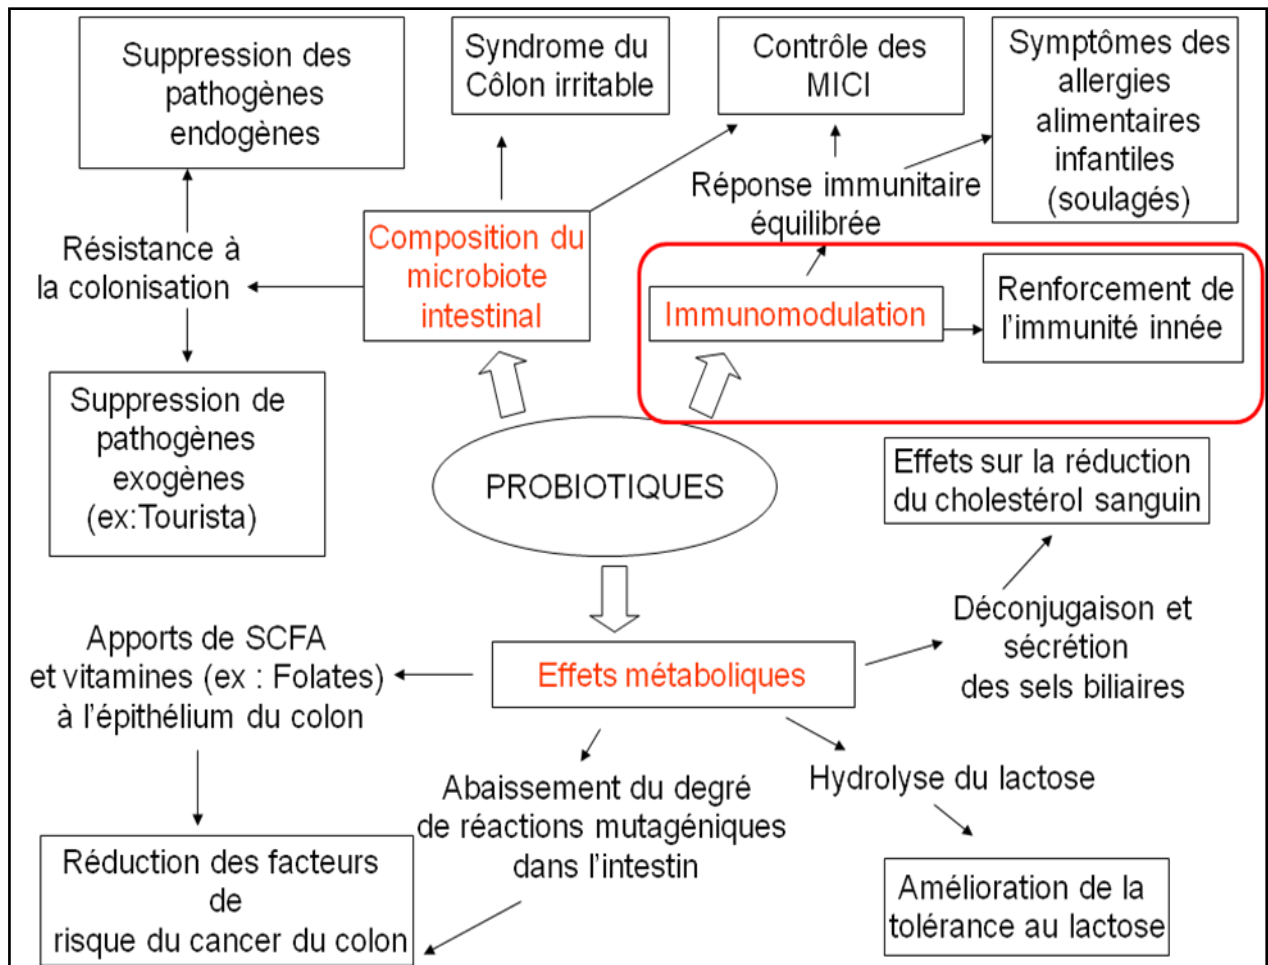 Suppression des
pathogènes
endogènes
Syndrome du
Côlon irritable
Contrôle des
MICI
Symptômes des
allergies
alimentaires
infantiles
(soulagés)
Réponse immunitaire
équilibrée
Résistance à
la colonisation
Composition du
microbiote
intestinal
Immunomodulation
Renforcement de
l'immunité innée
Suppression de
pathogènes
exogènes
(ex:Tourista)
PROBIOTIQUES
Effets sur la réduction
du cholestérol sanguin
Déconjugaison et
sécrétion
des sels biliaires
Apports de SCFA
et vitamines (ex : Folates)
à l'épithélium du colon
Effets métaboliques
Hydrolyse du lactose
Abaissement du degré
de réactions mutagéniques
dans l'intestin
Réduction des facteurs
de
risque du cancer du colon
Amélioration de la
tolérance au lactose